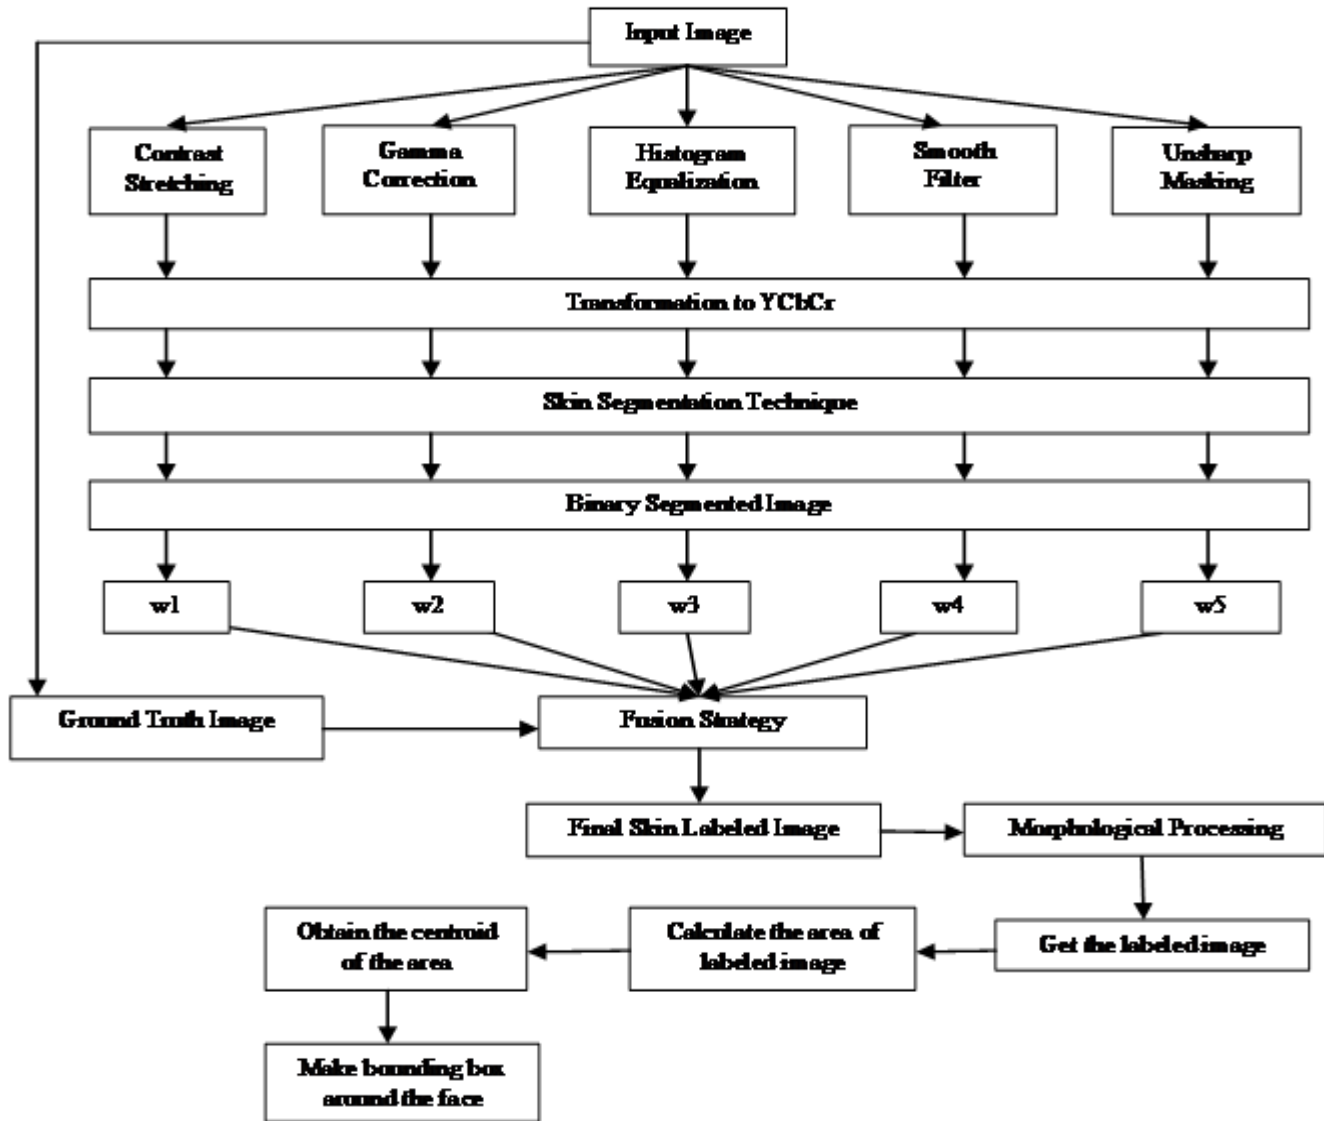 Input Image
Contrast
Stretching
Gamma
Correction
Histogram
Equalization
Smooth
Filter
Unsharp
Masking
Transformation to YCbCr
Skin Segmentation Technique
Binary Segmented Image
w1
w2
w3
w4
w5
Ground Truth Image
Fusion Strategy
Final Skin Labeled Image
Morphological Processing
Get the labeled image
Calculate the area of
labeled image
Obtain the centroid
of the area
Make bounding box
around the face